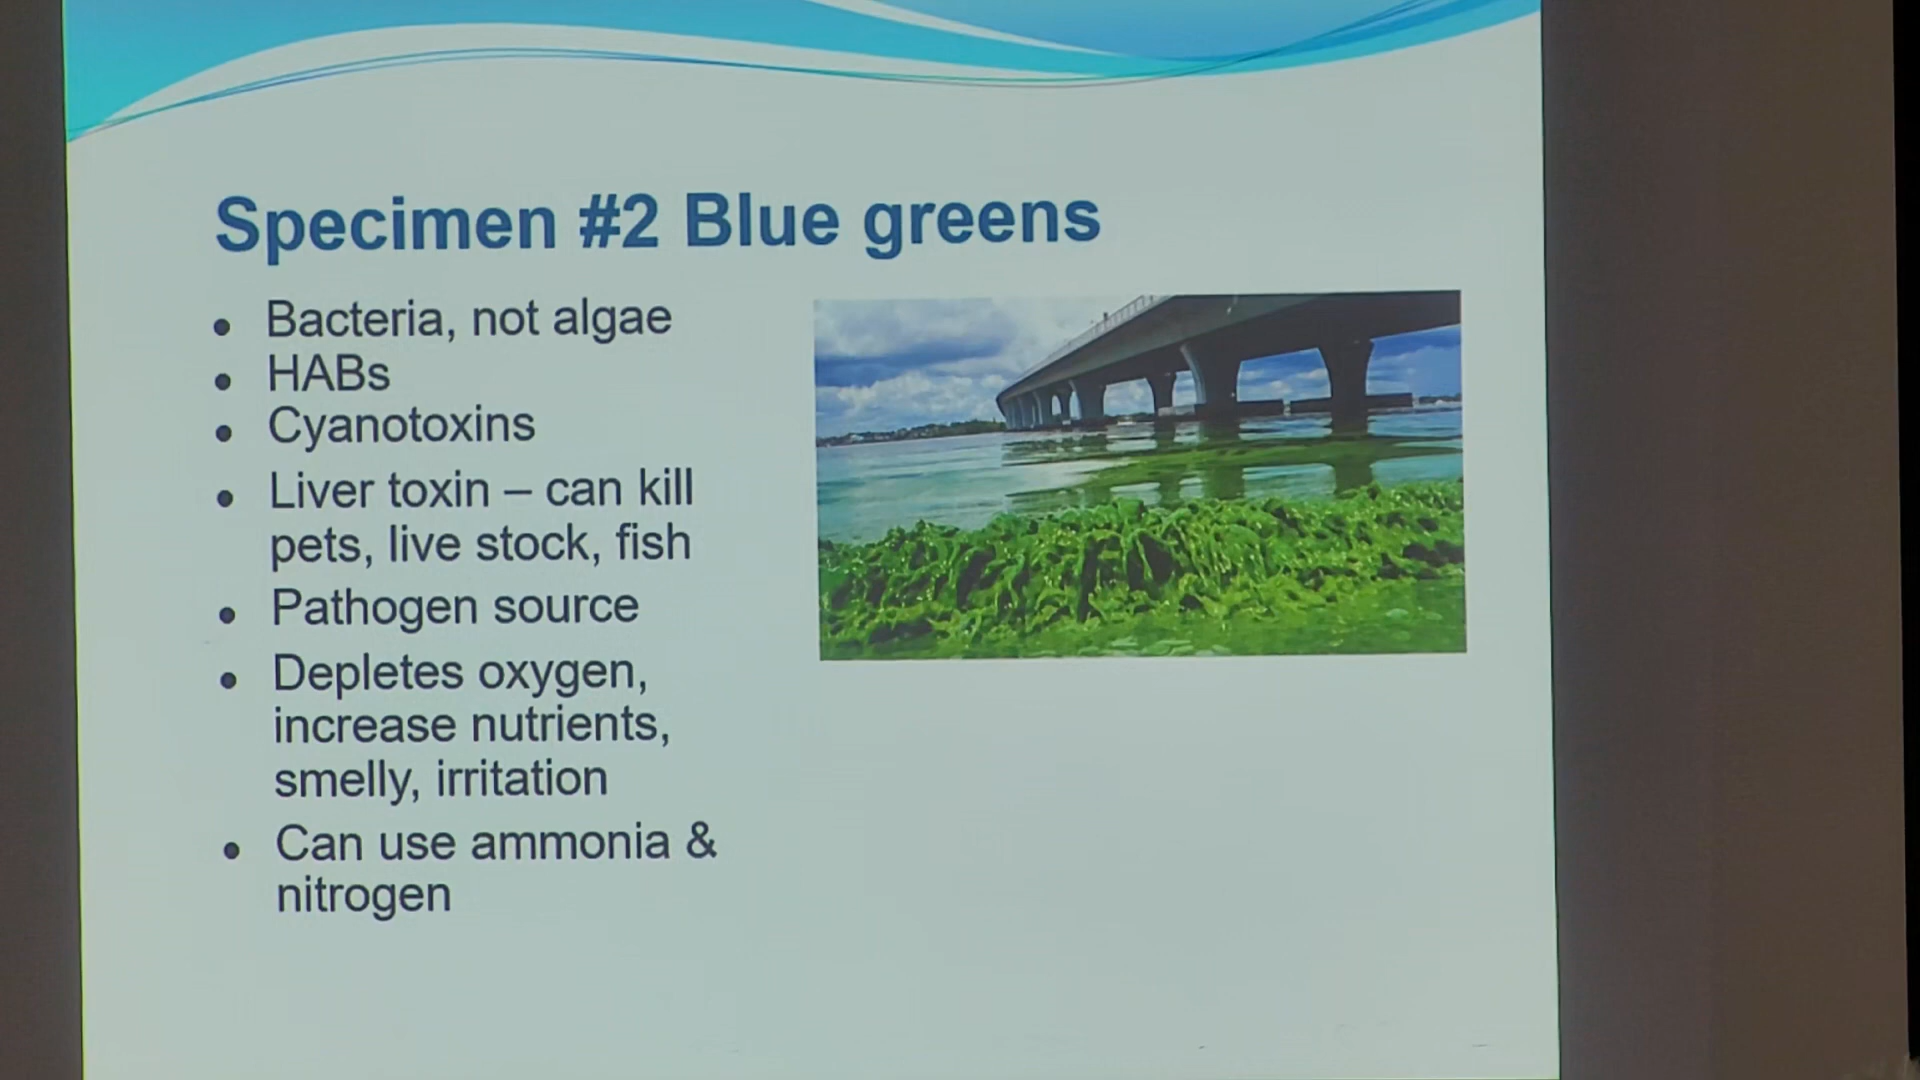 Specimen #2 Blue greens
• Bacteria, not algae
• HABs
• Cyanotoxins
• Liver toxin – can kill
pets, live stock, fish
• Pathogen source
• Depletes oxygen,
increase nutrients,
smelly, irritation
• Can use ammonia &
nitrogen